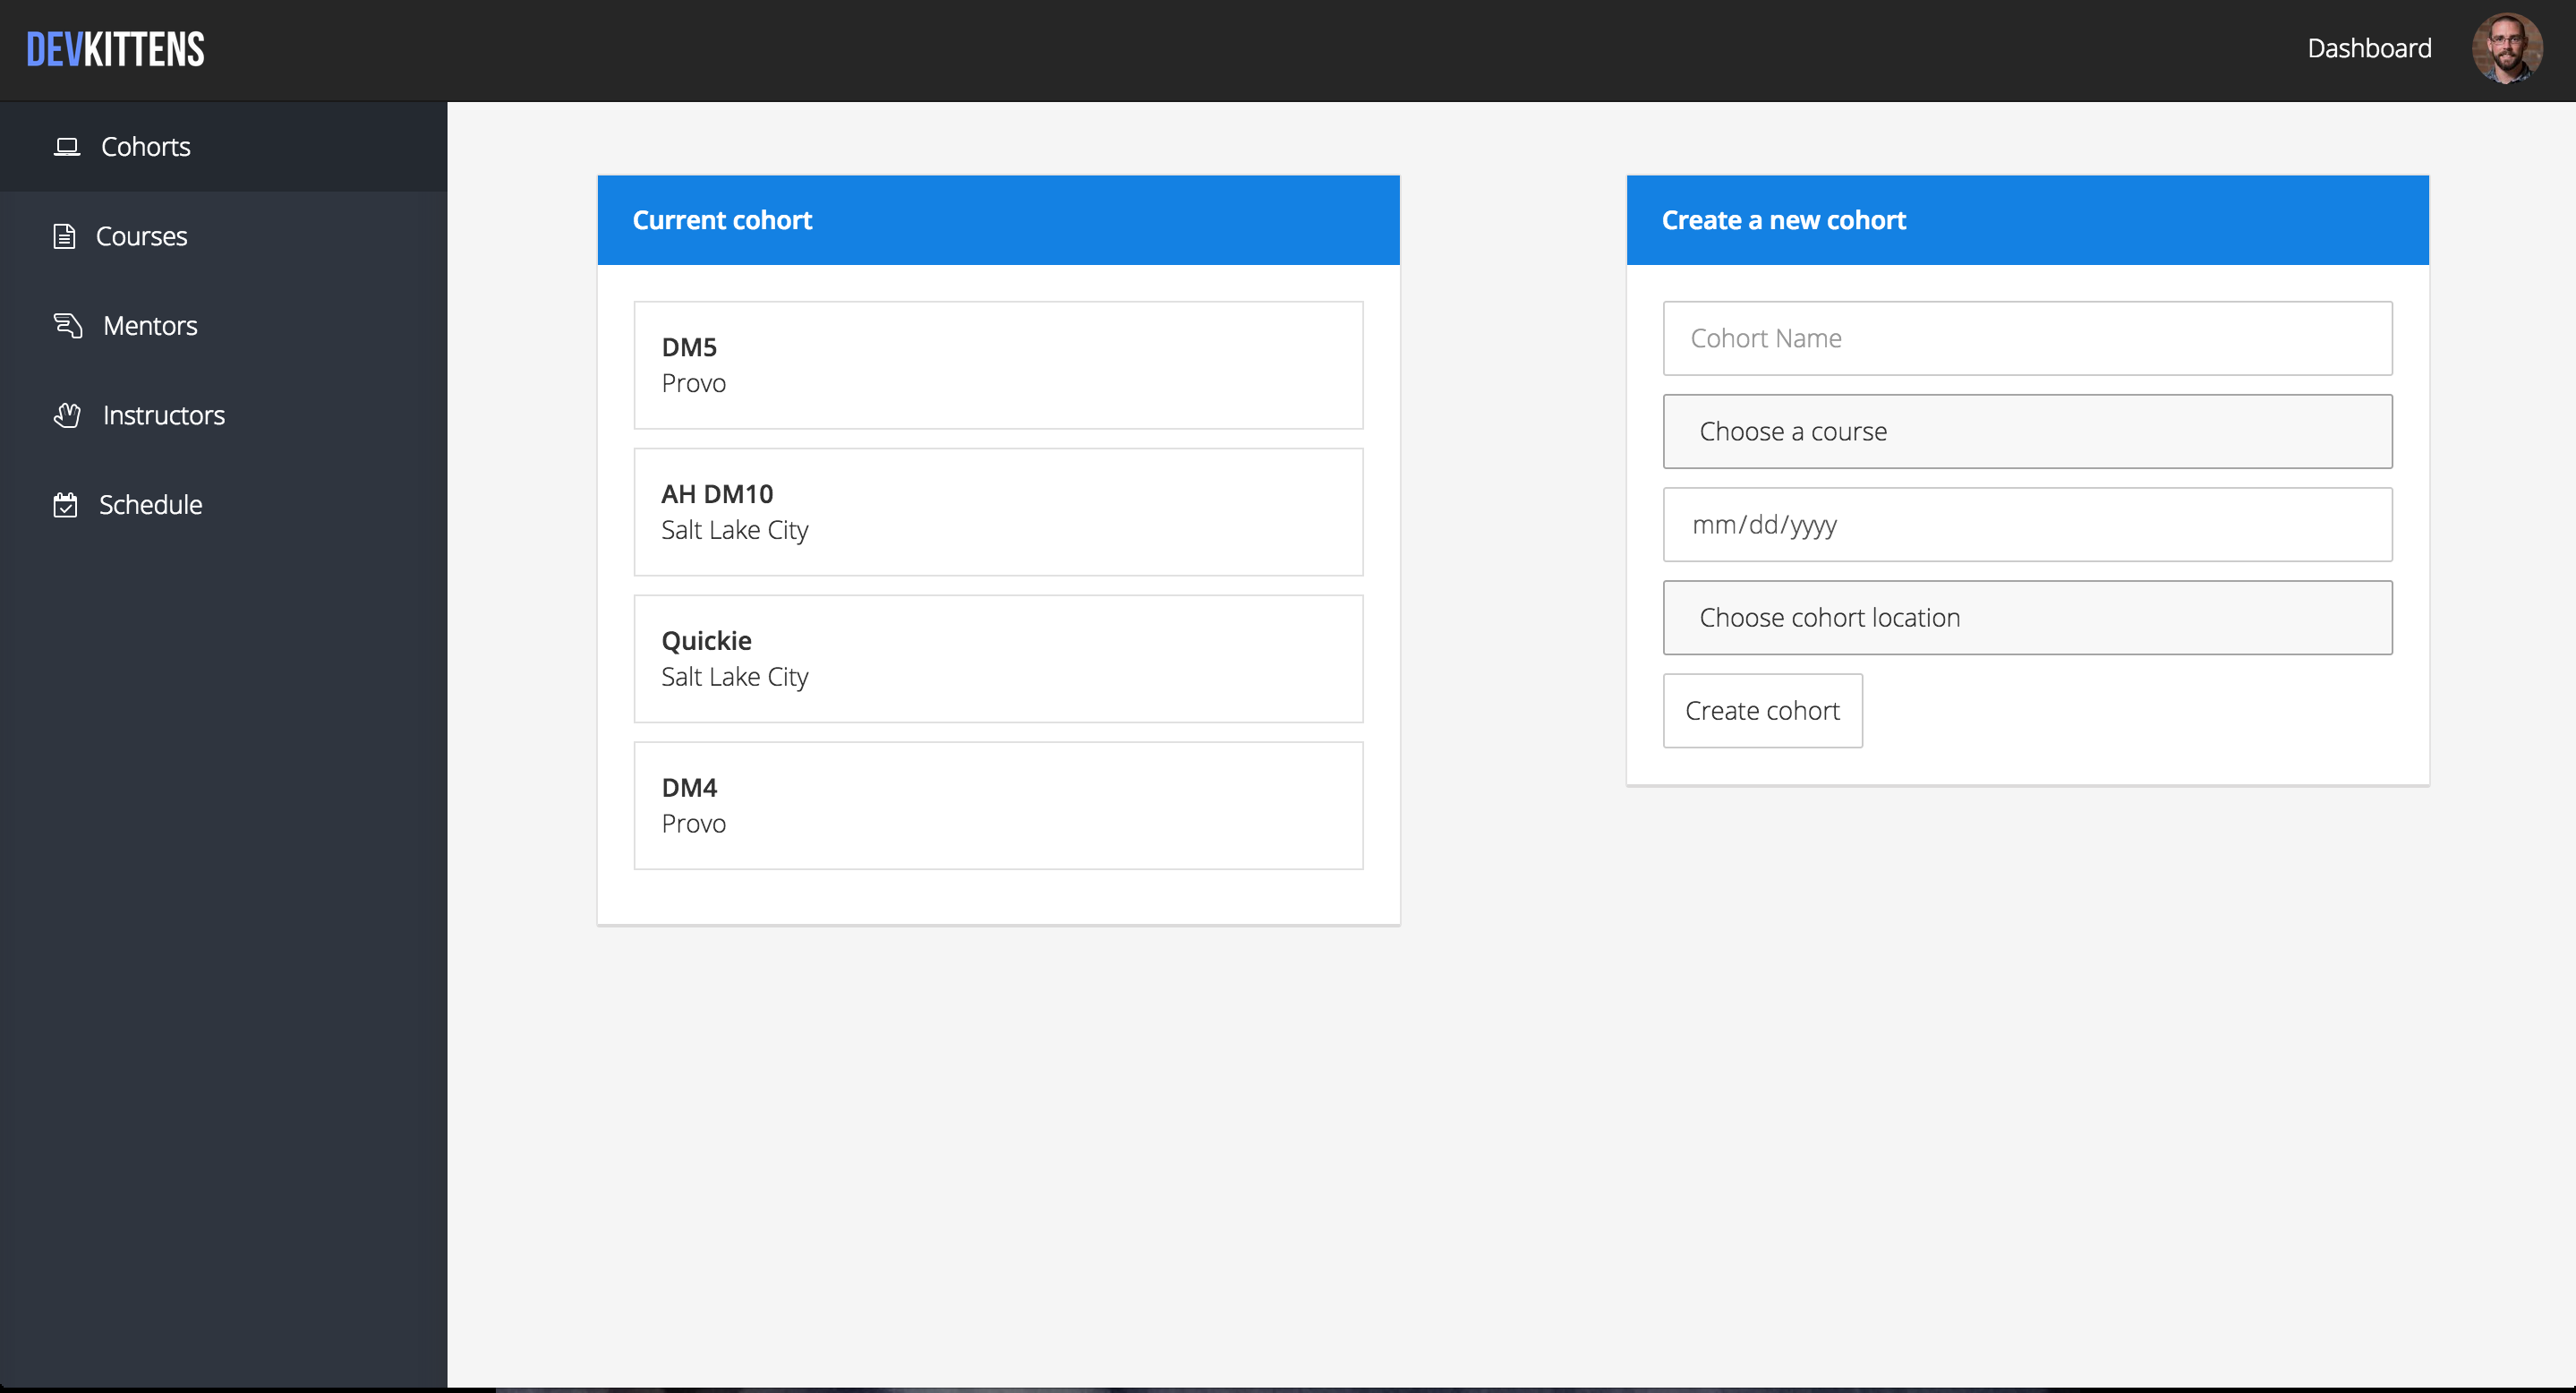 DEVKITTENS
Dashboard
Cohorts
Courses
Mentors
Instructors
Schedule
Current cohort
DM5
Provo
AH DM10
Salt Lake City
Quickie
Salt Lake City
DM4
Provo
Create a new cohort
Cohort Name
Choose a course
mm/dd/yyyy
Choose cohort location
Create cohort